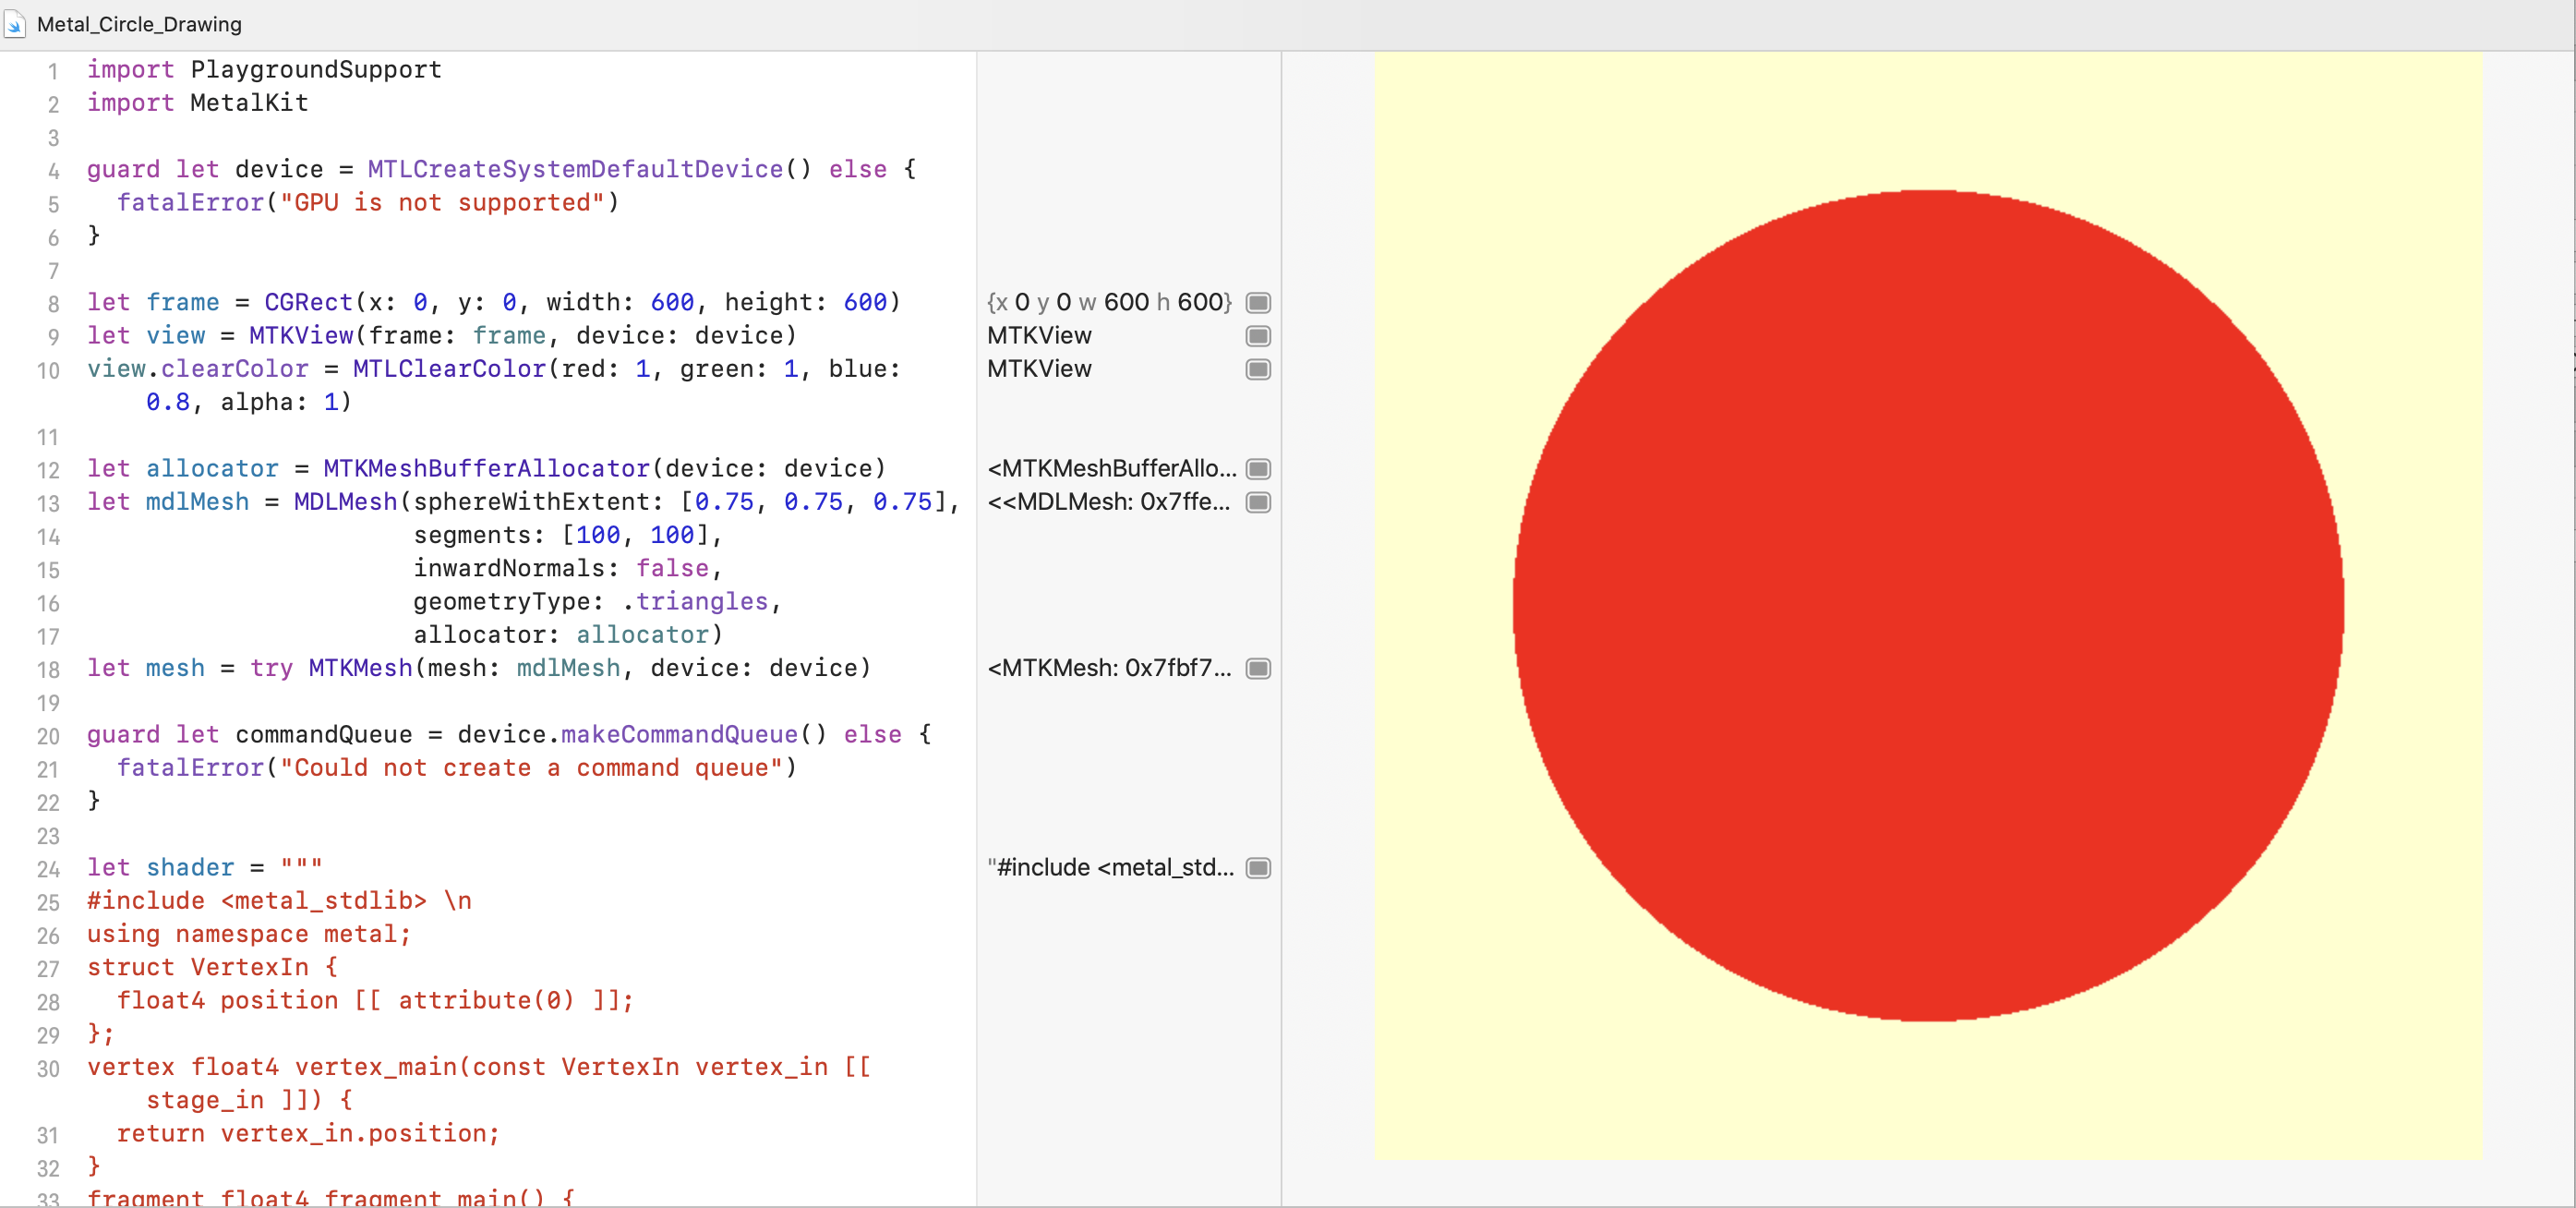 Metal_Circle_Drawing
1 import PlaygroundSupport
2 import MetalKit
3
4 guard let device = MTLCreateSystemDefaultDevice() else {
5   fatalError("GPU is not supported")
6 }
7
8 let frame = CGRect(x: 0, y: 0, width: 600, height: 600) {x 0 y 0 w 600 h 600}
9 let view = MTKView(frame: frame, device: device) MTKView
10 view.clearColor = MTLClearColor(red: 1, green: 1, blue: MTKView
    0.8, alpha: 1)
11
12 let allocator = MTKMeshBufferAllocator(device: device) <MTKMeshBufferAllo...
13 let mdlMesh = MDLMesh(sphereWithExtent: [0.75, 0.75, 0.75], <<MDLMesh: 0x7ffe...
14                       segments: [100, 100],
15                       inwardNormals: false,
16                       geometryType: .triangles,
17                       allocator: allocator)
18 let mesh = try MTKMesh(mesh: mdlMesh, device: device) <MTKMesh: 0x7fbf7...
19
20 guard let commandQueue = device.makeCommandQueue() else {
21   fatalError("Could not create a command queue")
22 }
23
24 let shader = """ "#include <metal_std...
25 #include <metal_stdlib> \n
26 using namespace metal;
27 struct VertexIn {
28   float4 position [[ attribute(0) ]];
29 };
30 vertex float4 vertex_main(const VertexIn vertex_in [[
    stage_in ]]) {
31   return vertex_in.position;
32 }
33 fragment float4 fragment_main() {